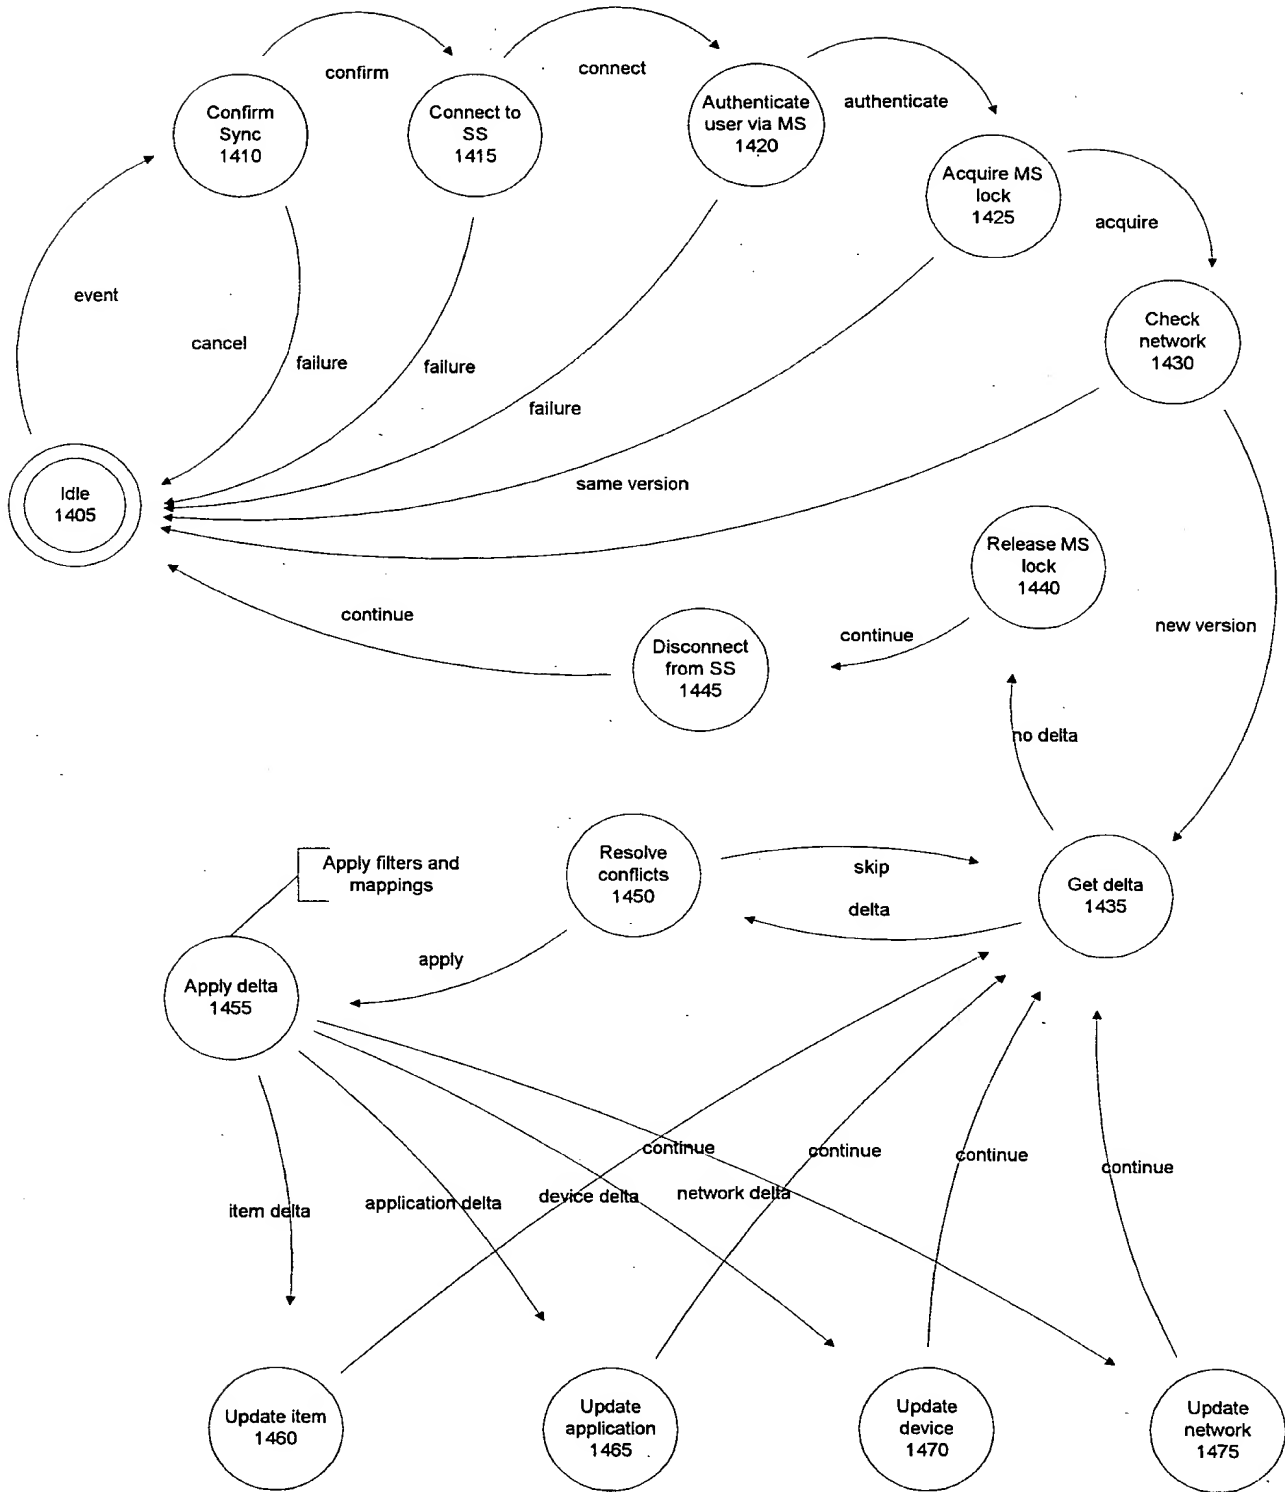 confirm
connect
authenticate
Confirm
Sync
1410
Connect to
SS
1415
Authenticate
user via MS
1420
Acquire MS
lock
1425
acquire
event
cancel
failure
failure
failure
Check
network
1430
same version
Idle
1405
Release MS
lock
1440
new version
continue
continue
Disconnect
from SS
1445
no delta
Apply filters and
mappings
Resolve
conflicts
1450
skip
delta
Get delta
1435
apply
Apply delta
1455
continue
continue
continue
continue
item delta
application delta
device delta
network delta
Update item
1460
Update
application
1465
Update
device
1470
Update
network
1475